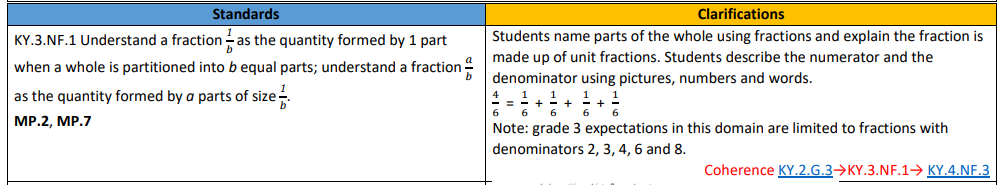 Standards
KY.3.NF.1 Understand a fraction 1/b as the quantity formed by 1 part
when a whole is partitioned into b equal parts; understand a fraction a/b
as the quantity formed by a parts of size 1/b.
MP.2, MP.7
Clarifications
Students name parts of the whole using fractions and explain the fraction is
made up of unit fractions. Students describe the numerator and the
denominator using pictures, numbers and words.
4/6 = 1/6 + 1/6 + 1/6 + 1/6
Note: grade 3 expectations in this domain are limited to fractions with
denominators 2, 3, 4, 6 and 8.
Coherence KY.2.G.3→KY.3.NF.1→ KY.4.NF.3